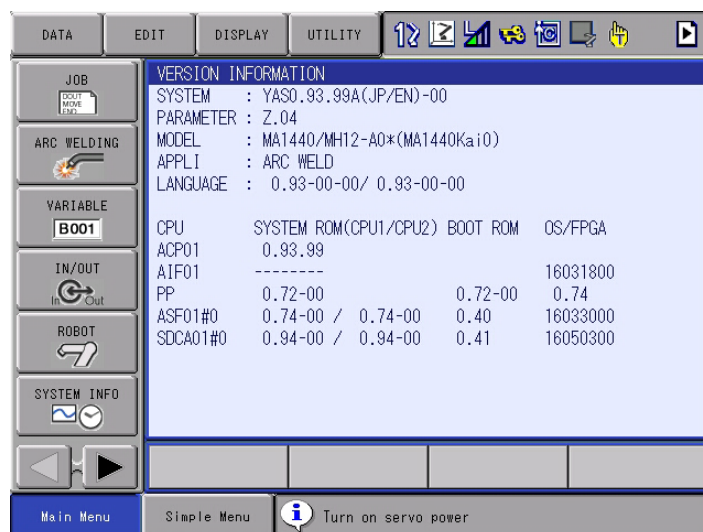 DATA EDIT DISPLAY UTILITY
JOB
DOUT
MOVE
END
ARC WELDING
VARIABLE
B001
IN/OUT
In Out
ROBOT
SYSTEM INFO
VERSION INFORMATION
SYSTEM : YAS0.93.99A(JP/EN)-00
PARAMETER : Z.04
MODEL : MA1440/MH12-A0*(MA1440Kai0)
APPLI : ARC WELD
LANGUAGE : 0.93-00-00/ 0.93-00-00
CPU SYSTEM ROM(CPU1/CPU2) BOOT ROM OS/FPGA
ACP01 0.93.99
AIF01 -------- 16031800
PP 0.72-00 0.72-00 0.74
ASF01#0 0.74-00 / 0.74-00 0.40 16033000
SDCA01#0 0.94-00 / 0.94-00 0.41 16050300
Main Menu Simple Menu Turn on servo power